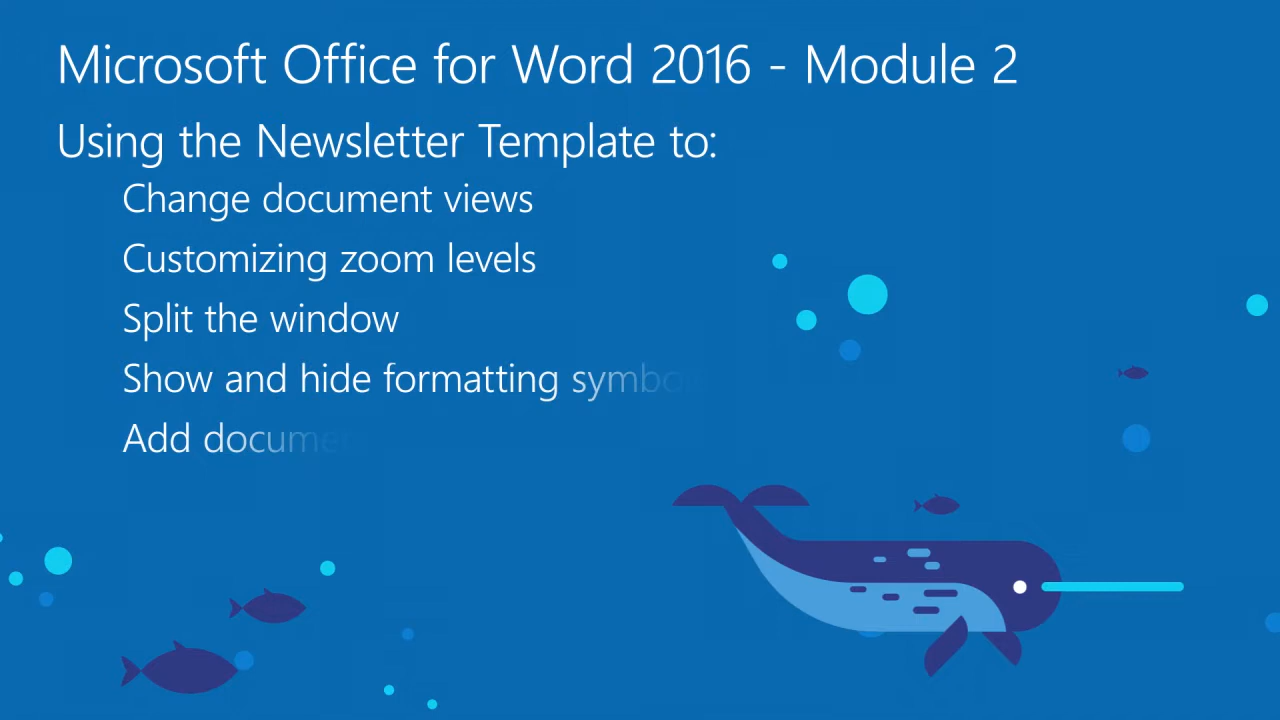 Microsoft Office for Word 2016 - Module 2
Using the Newsletter Template to:
Change document views
Customizing zoom levels
Split the window
Show and hide formatting
Add